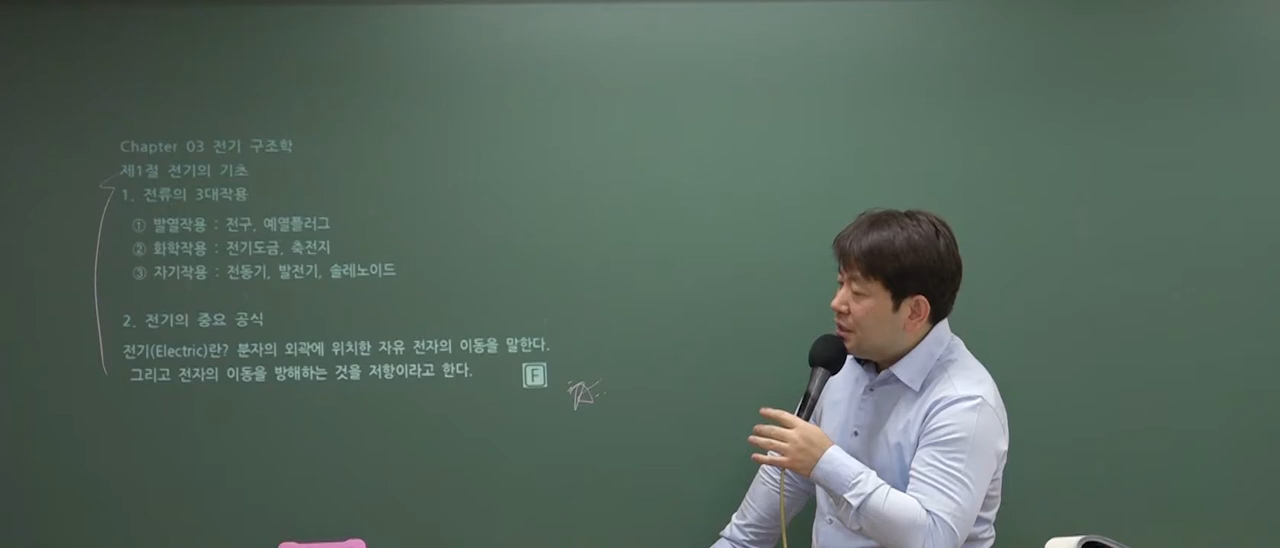 Chapter 03 전기 구조학
제1절 전기의 기초
1. 전류의 3대작용
① 발열작용 : 전구, 예열플러그
② 화학작용 : 전기도금, 축전지
③ 자기작용 : 전동기, 발전기, 솔레노이드
2. 전기의 중요 공식
전기(Electric)란? 분자의 외곽에 위치한 자유 전자의 이동을 말한다.
그리고 전자의 이동을 방해하는 것을 저항이라고 한다.
F